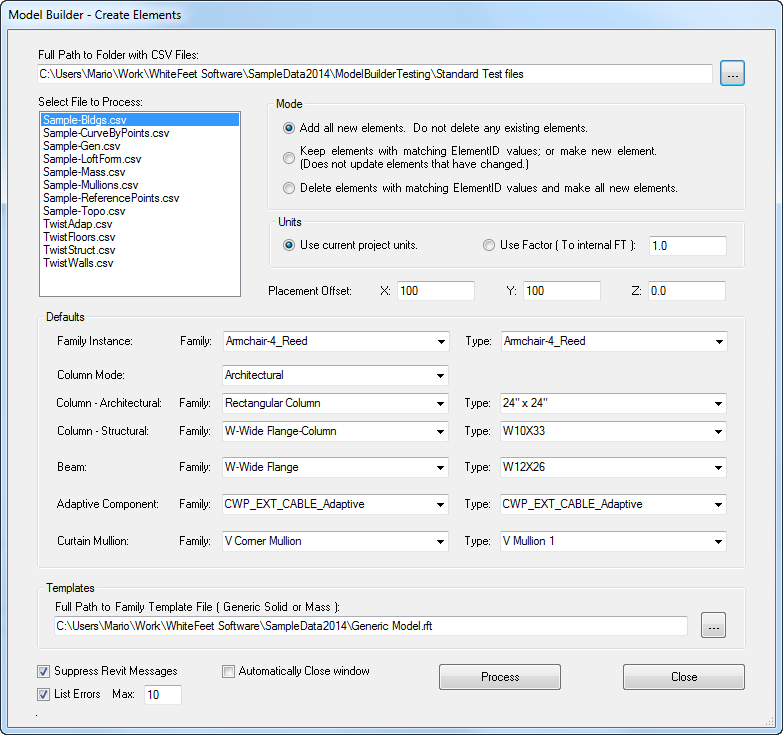 Model Builder - Create Elements
Full Path to Folder with CSV Files:
C:\Users\Mario\Work\WhiteFeet Software\SampleData2014\ModelBuilderTesting\Standard Test files
...
Select File to Process:
Sample-Bldgs.csv
Sample-CurveByPoints.csv
Sample-Gen.csv
Sample-LoftForm.csv
Sample-Mass.csv
Sample-Mullions.csv
Sample-ReferencePoints.csv
Sample-Topo.csv
TwistAdap.csv
TwistFloors.csv
TwistStruct.csv
TwistWalls.csv
Mode
Add all new elements. Do not delete any existing elements.
Keep elements with matching ElementID values; or make new element.
(Does not update elements that have changed.)
Delete elements with matching ElementID values and make all new elements.
Units
Use current project units. Use Factor ( To internal FT ): 1.0
Placement Offset: X: 100 Y: 100 Z: 0.0
Defaults
Family Instance: Family: Armchair-4_Reed Type: Armchair-4_Reed
Column Mode: Architectural
Column - Architectural: Family: Rectangular Column Type: 24" x 24"
Column - Structural: Family: W-Wide Flange-Column Type: W10X33
Beam: Family: W-Wide Flange Type: W12X26
Adaptive Component: Family: CWP_EXT_CABLE_Adaptive Type: CWP_EXT_CABLE_Adaptive
Curtain Mullion: Family: V Corner Mullion Type: V Mullion 1
Templates
Full Path to Family Template File ( Generic Solid or Mass ):
C:\Users\Mario\Work\WhiteFeet Software\SampleData2014\Generic Model.rft
...
Suppress Revit Messages Automatically Close window Process Close
List Errors Max: 10
.